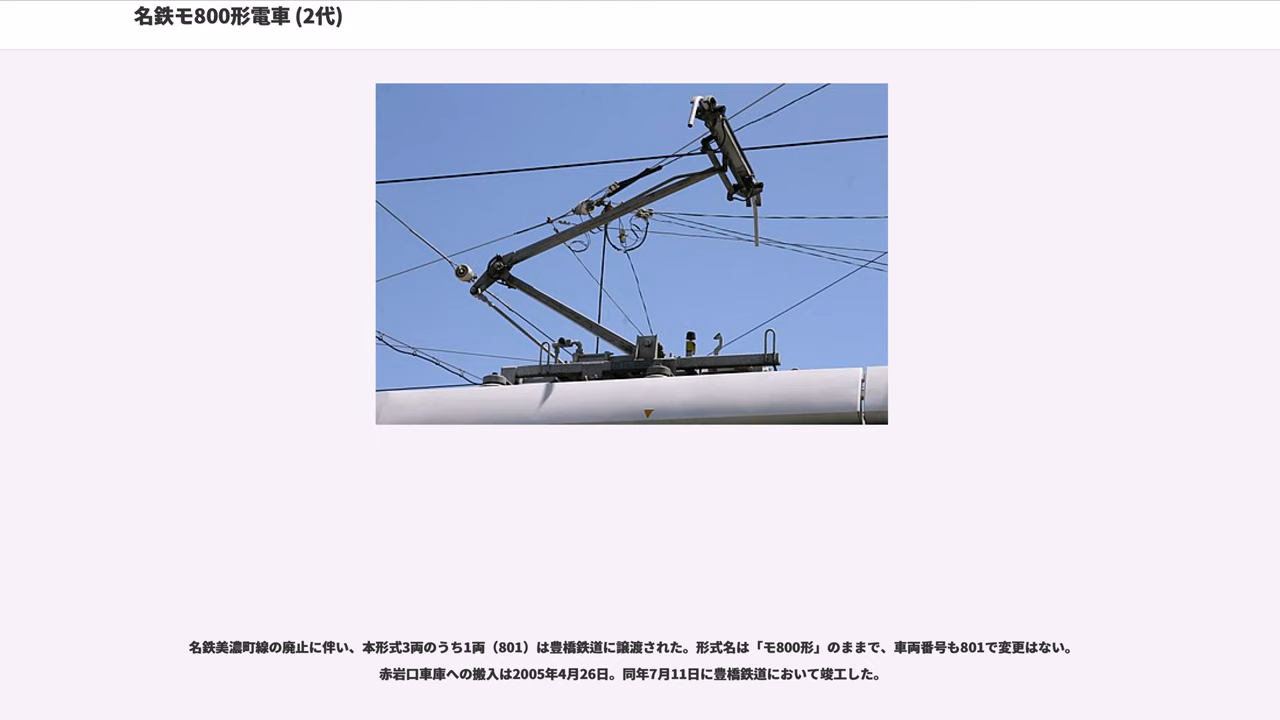 名鉄モ800形電車 (2代)
名鉄美濃町線の廃止に伴い、本形式3両のうち1両（801）は豊橋鉄道に譲渡された。形式名は「モ800形」のままで、車両番号も801で変更はない。
赤岩口車庫への搬入は2005年4月26日。同年7月11日に豊橋鉄道において竣工した。